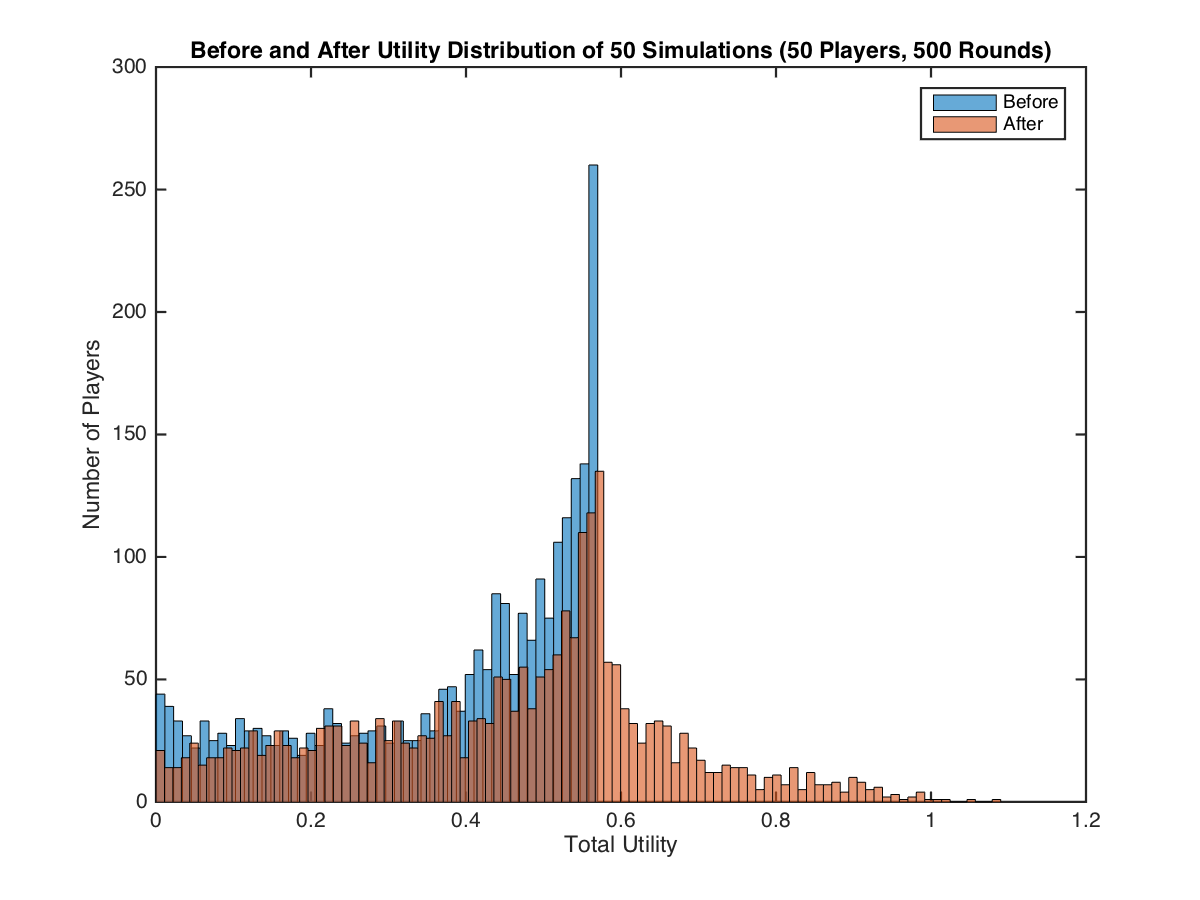 Before and After Utility Distribution of 50 Simulations (50 Players, 500 Rounds)
300
250
200
150
100
50
0
Number of Players
Before
After
0 0.2 0.4 0.6 0.8 1 1.2
Total Utility